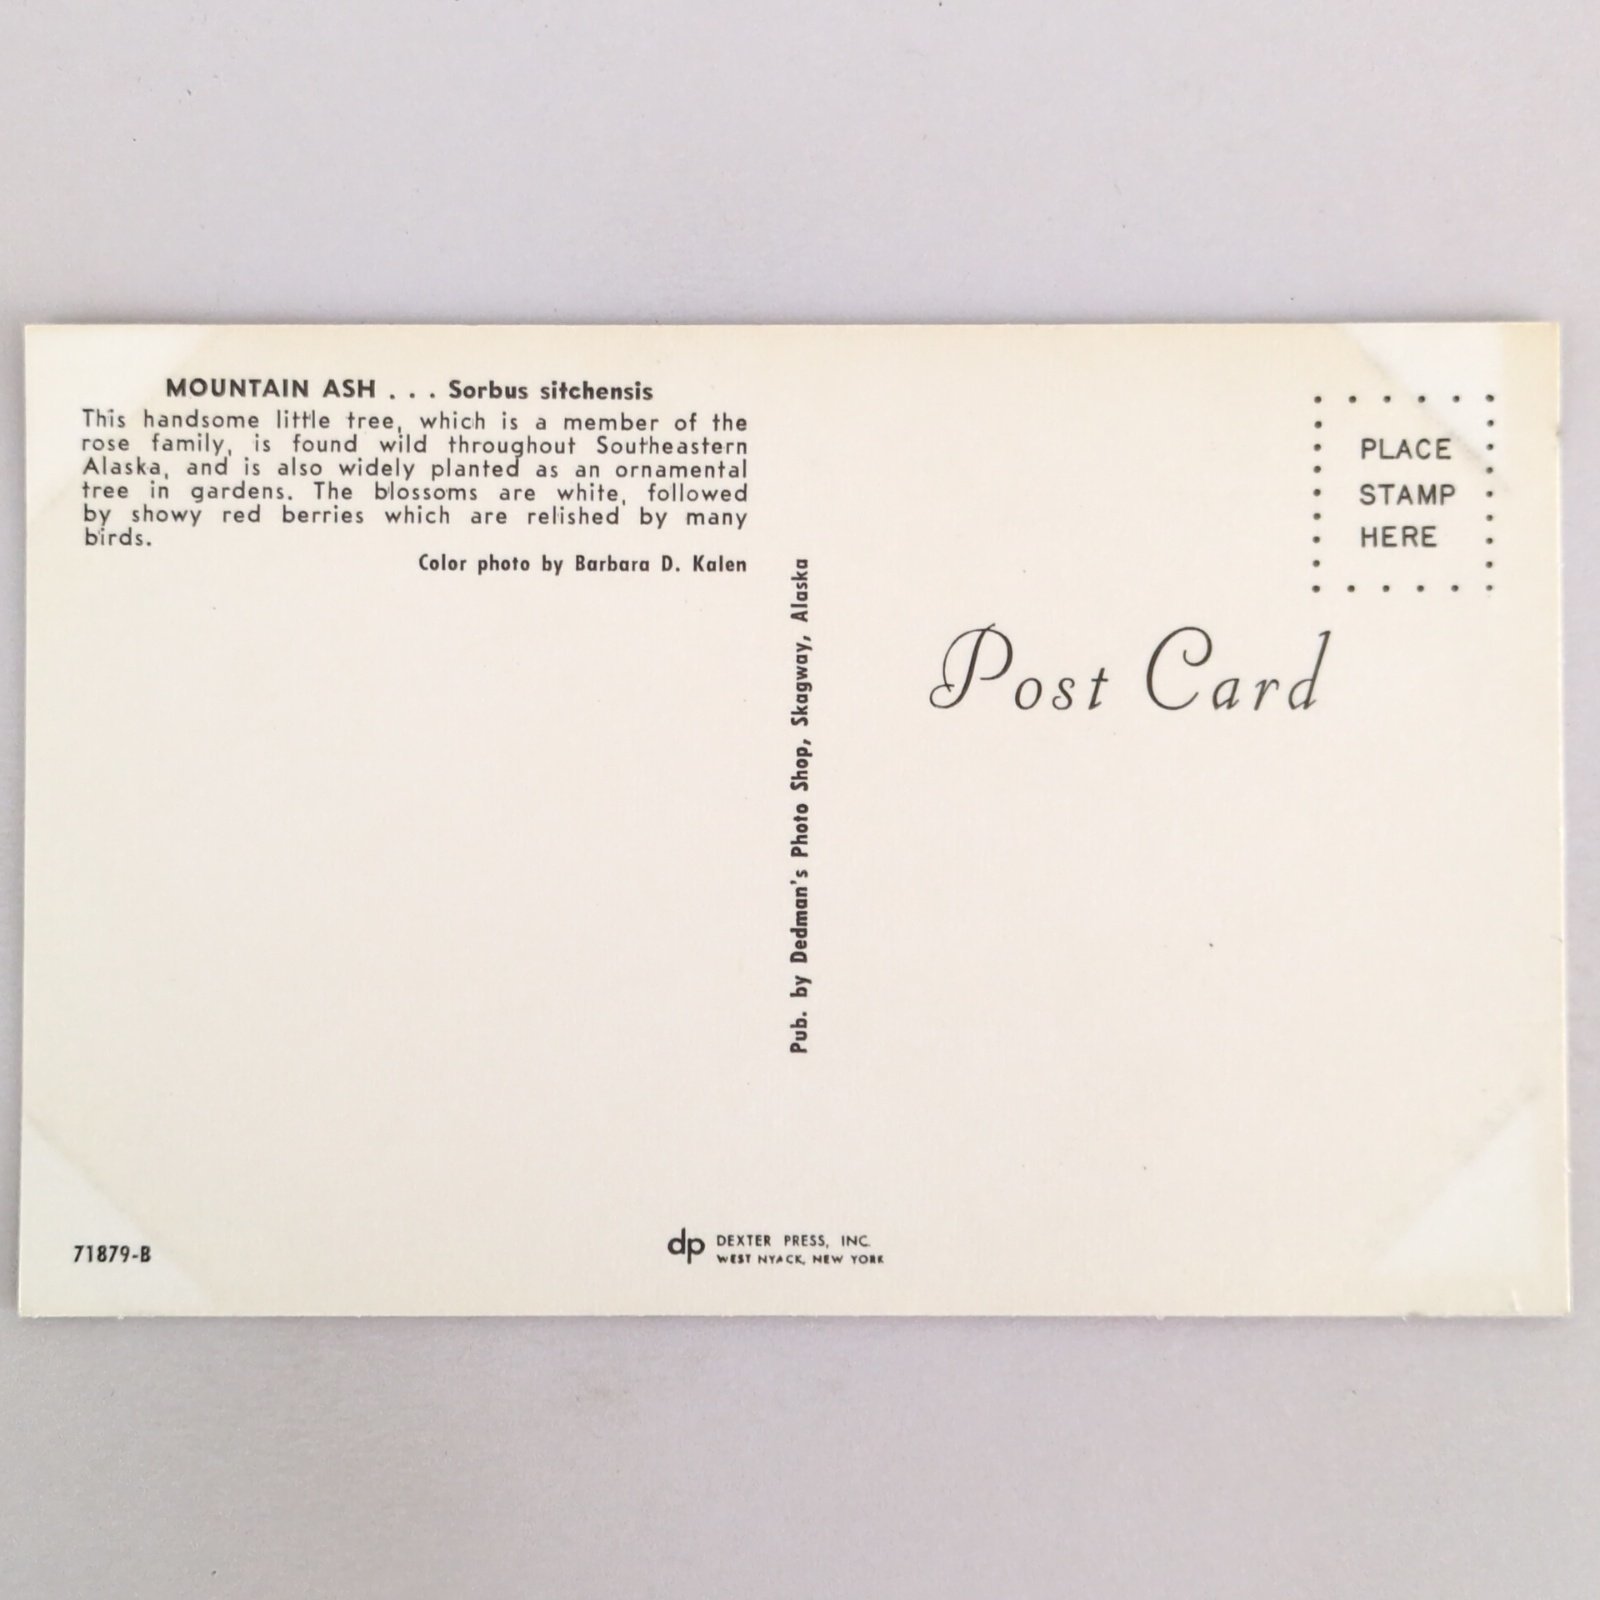 MOUNTAIN ASH . . . Sorbus sitchensis
This handsome little tree, which is a member of the
rose family, is found wild throughout Southeastern
Alaska, and is also widely planted as an ornamental
tree in gardens. The blossoms are white, followed
by showy red berries which are relished by many
birds.
Color photo by Barbara D. Kalen
Pub. by Dedman's Photo Shop, Skagway, Alaska
PLACE
STAMP
HERE
Post Card
71879-B
dp DEXTER PRESS, INC.
WEST NYACK, NEW YORK